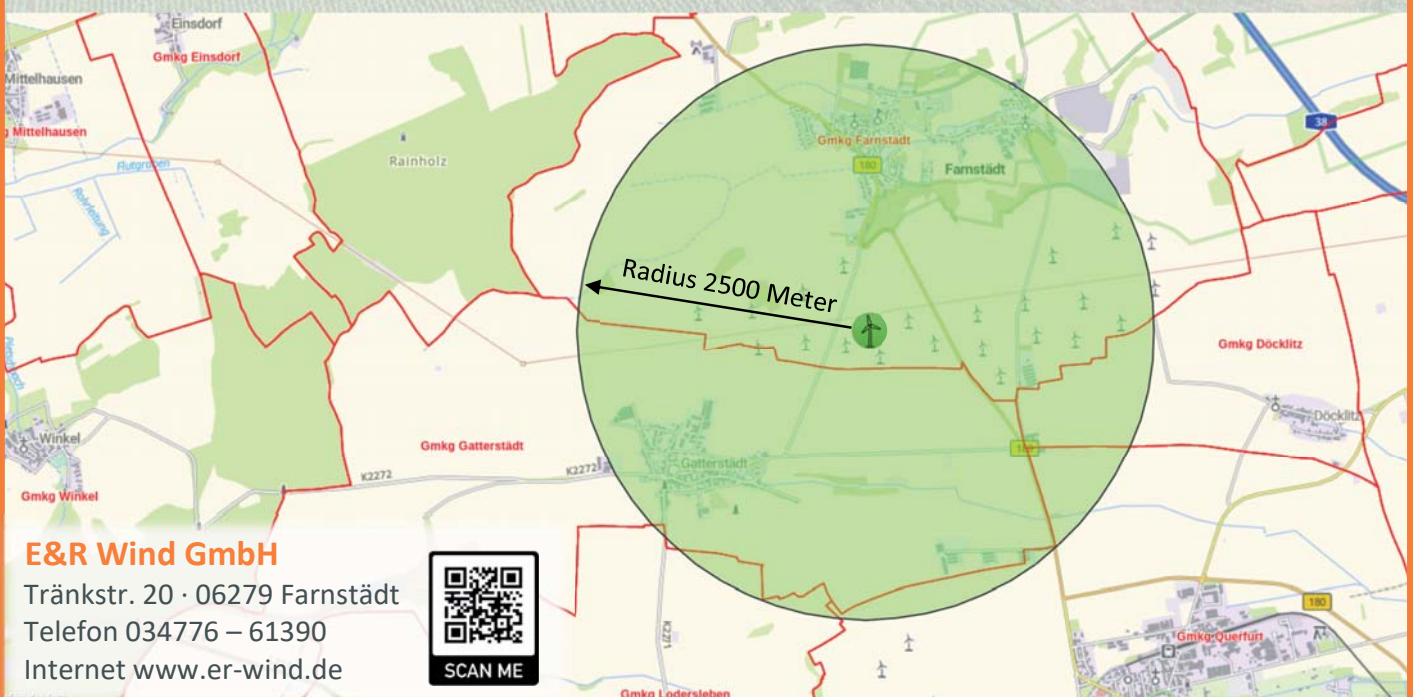 Einsdorf
Gmkg Einsdorf
Mittelhausen
g Mittelhausen
Flutgraben
Rohrleitung
Rainholz
38
Gmkg Farnstädt
180
Farnstädt
Radius 2500 Meter
Gmkg Döcklitz
Döcklitz
Winkel
Gmkg Gatterstädt
K2272
K2272
Gatterstädt
180
Gmkg Winkel
E&R Wind GmbH
Tränkstr. 20 · 06279 Farnstädt
Telefon 034776 – 61390
Internet www.er-wind.de
SCAN ME
K2271
180
Gmkg Querfurt
Gmkg Lodersleben